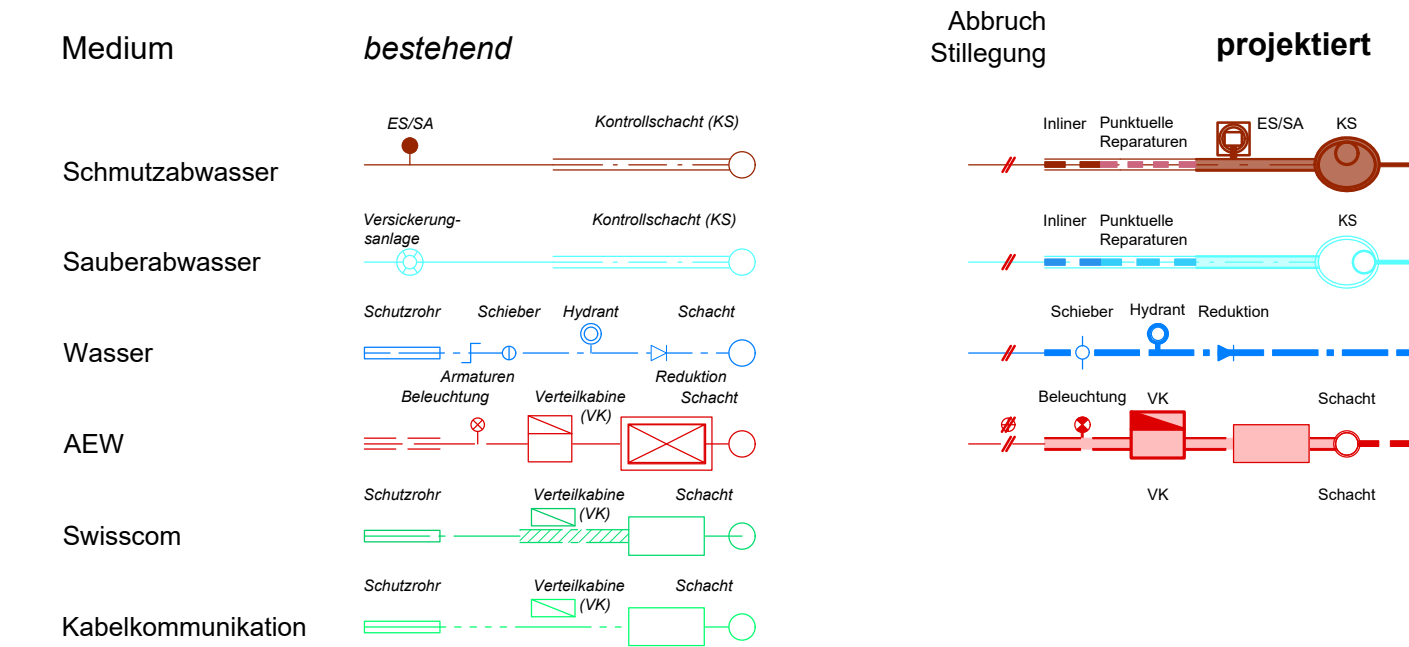 Medium
bestehend
Abbruch
Stillegung
projektiert
ES/SA
Kontrollschacht (KS)
Inliner
Punktuelle
Reparaturen
ES/SA
KS
Schmutzabwasser
Versickerung-
sanlage
Kontrollschacht (KS)
Inliner
Punktuelle
Reparaturen
KS
Sauberabwasser
Schutzrohr
Schieber
Hydrant
Schacht
Schieber
Hydrant
Reduktion
Wasser
Armaturen
Reduktion
Beleuchtung
Verteilkabine
(VK)
Schacht
Beleuchtung
VK
Schacht
AEW
VK
Schacht
Schutzrohr
Verteilkabine
(VK)
Schacht
Swisscom
Schutzrohr
Verteilkabine
(VK)
Schacht
Kabelkommunikation